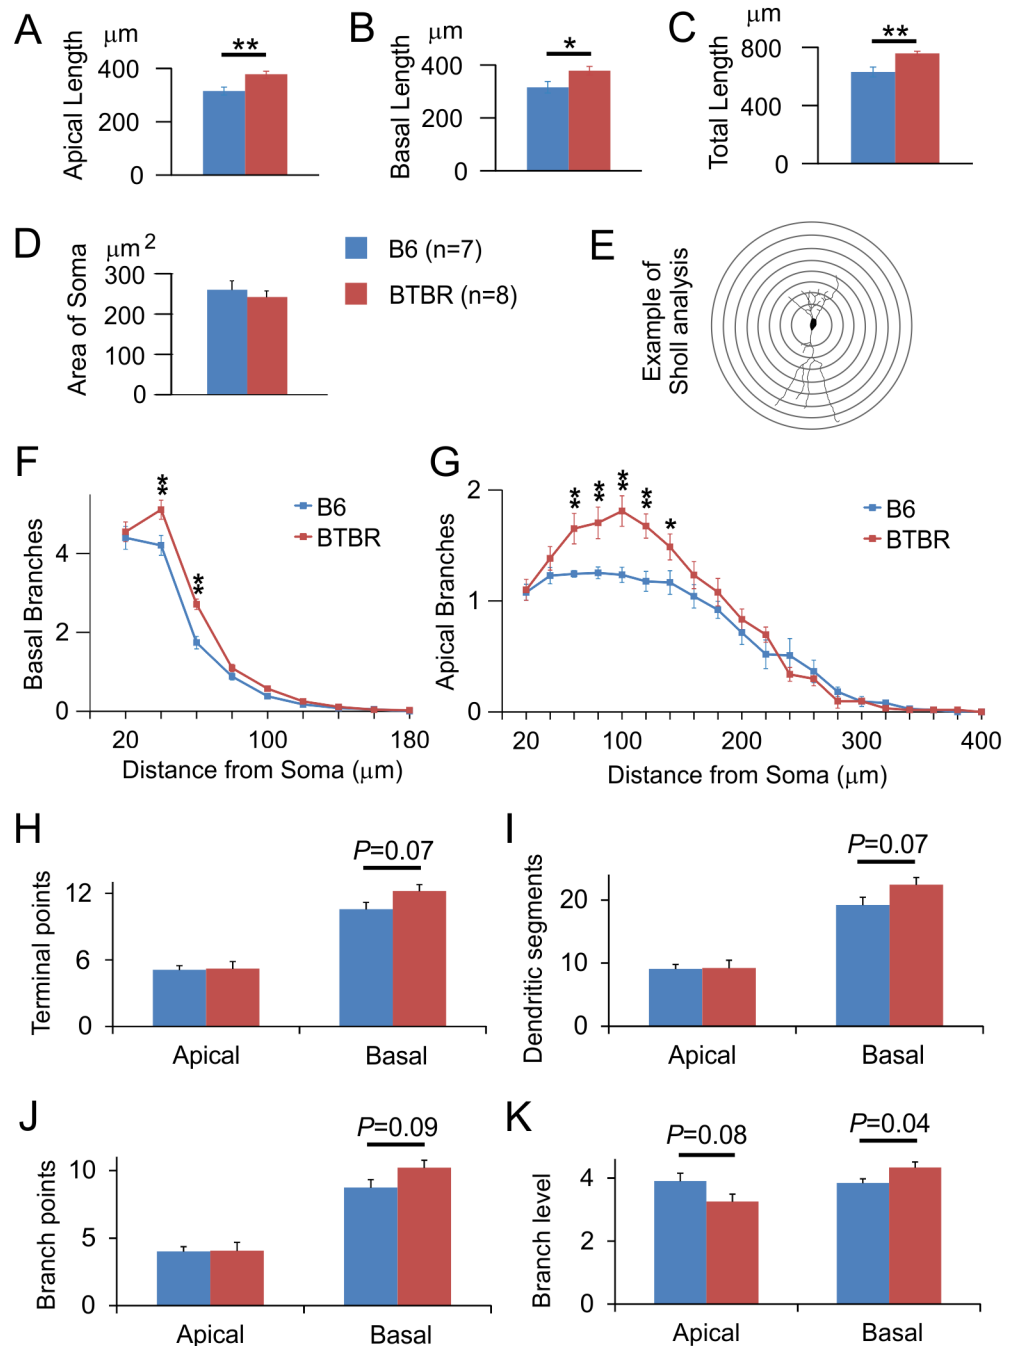 A
μm
Apical Length
400
200
0
**
B
μm
Basal Length
400
200
0
*
C
μm
Total Length
800
400
0
**
D
μm2
Area of Soma
300
200
100
0
B6 (n=7)
BTBR (n=8)
E
Example of
Sholl analysis
F
Basal Branches
4
2
0
**
**
B6
BTBR
20 100 180
Distance from Soma (μm)
G
Apical Branches
2
1
0
** ** ** ** *
B6
BTBR
20 100 200 300 400
Distance from Soma (μm)
H
Terminal points
12
6
0
P=0.07
Apical Basal
I
Dendritic segments
20
10
0
P=0.07
Apical Basal
J
Branch points
10
5
0
P=0.09
Apical Basal
K
Branch level
4
2
0
P=0.08 P=0.04
Apical Basal